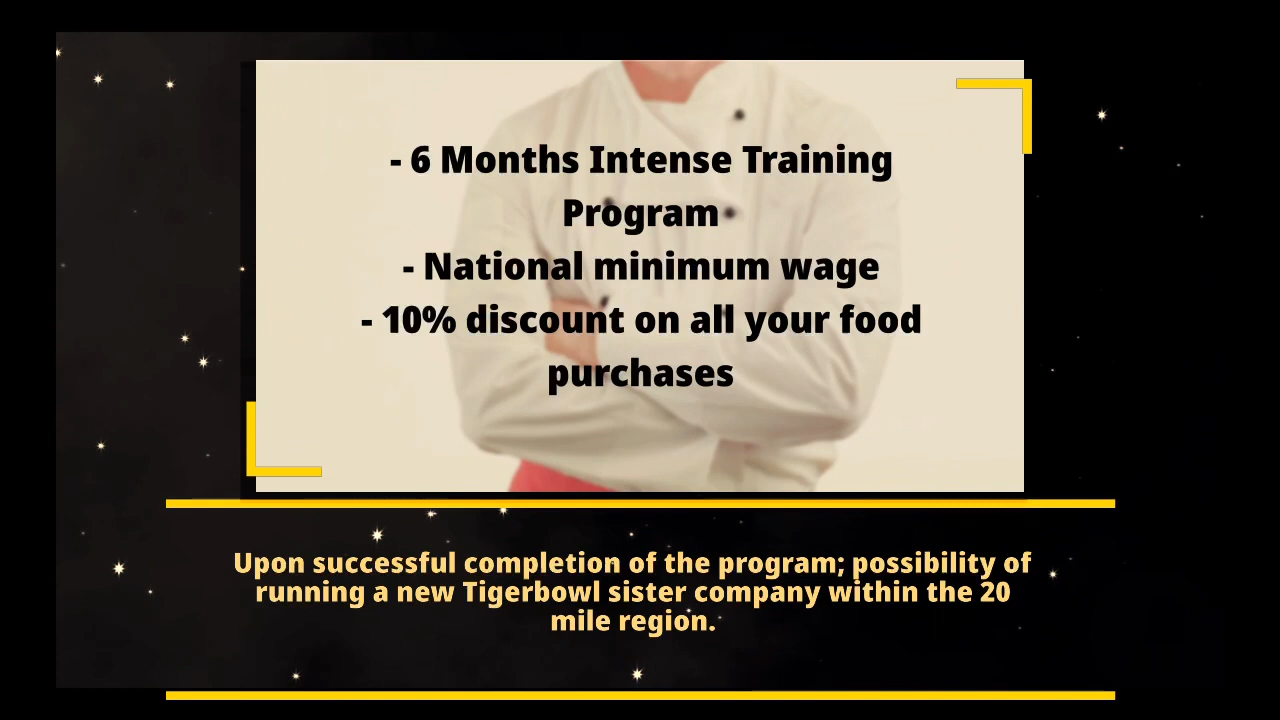 - 6 Months Intense Training
Program
- National minimum wage
- 10% discount on all your food
purchases
Upon successful completion of the program; possibility of
running a new Tigerbowl sister company within the 20
mile region.